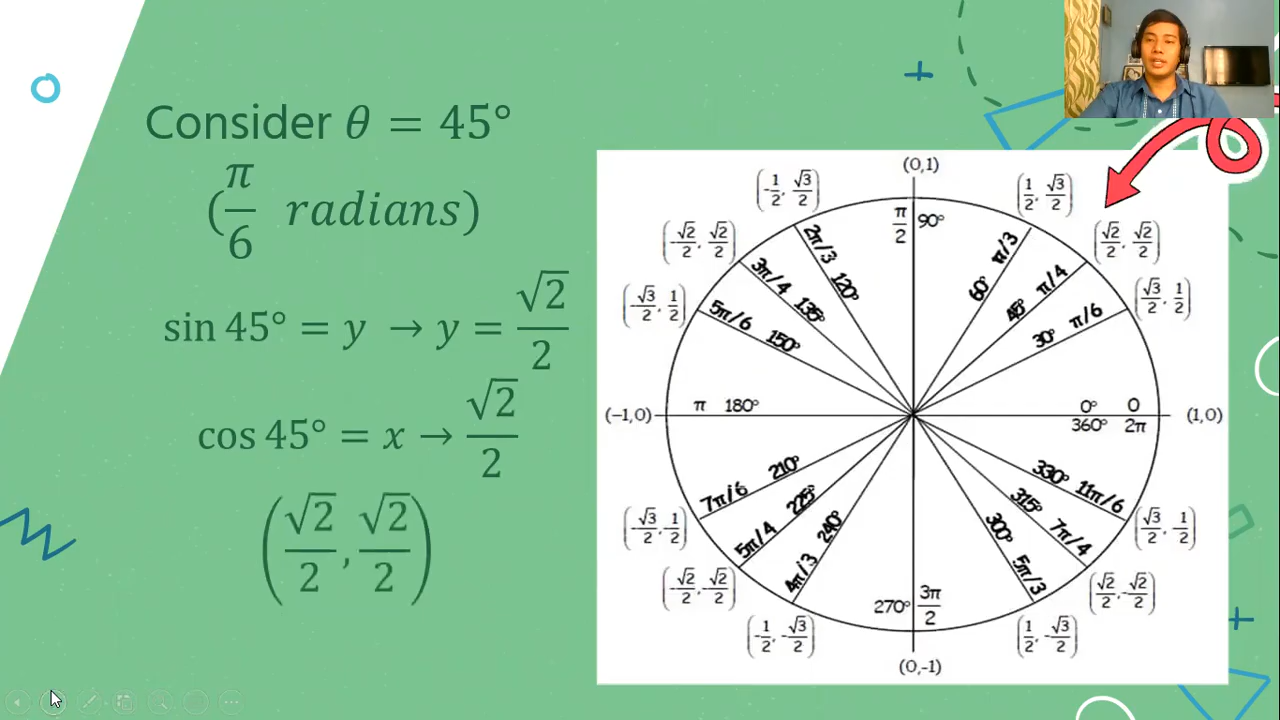 Consider θ = 45°
(π/6 radians)
sin 45° = y → y = √2/2
cos 45° = x → √2/2
(√2/2, √2/2)
(0,1)
(-1/2, √3/2)
(1/2, √3/2)
(-√2/2, √2/2)
(√2/2, √2/2)
(-√3/2, 1/2)
(√3/2, 1/2)
π/2 90°
2π/3 120°
π/3 60°
3π/4 135°
π/4 45°
5π/6 150°
π/6 30°
(-1,0)
π 180°
0° 0
360° 2π
(1,0)
7π/6 210°
330° 11π/6
5π/4 225°
315° 7π/4
4π/3 240°
300° 5π/3
(-√3/2, 1/2)
(√3/2, 1/2)
(-√2/2, -√2/2)
(√2/2, -√2/2)
270° 3π/2
(-1/2, -√3/2)
(1/2, -√3/2)
(0,-1)